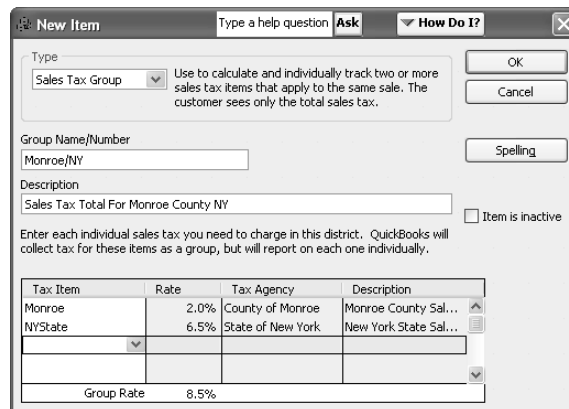 New Item
Type a help question Ask
How Do I?
Type
Sales Tax Group
Use to calculate and individually track two or more
sales tax items that apply to the same sale. The
customer sees only the total sales tax.
OK
Cancel
Spelling
Item is inactive
Group Name/Number
Monroe/NY
Description
Sales Tax Total For Monroe County NY
Enter each individual sales tax you need to charge in this district. QuickBooks will
collect tax for these items as a group, but will report on each one individually.
Tax Item Rate Tax Agency Description
Monroe 2.0% County of Monroe Monroe County Sal...
NYState 6.5% State of New York New York State Sal...
Group Rate 8.5%